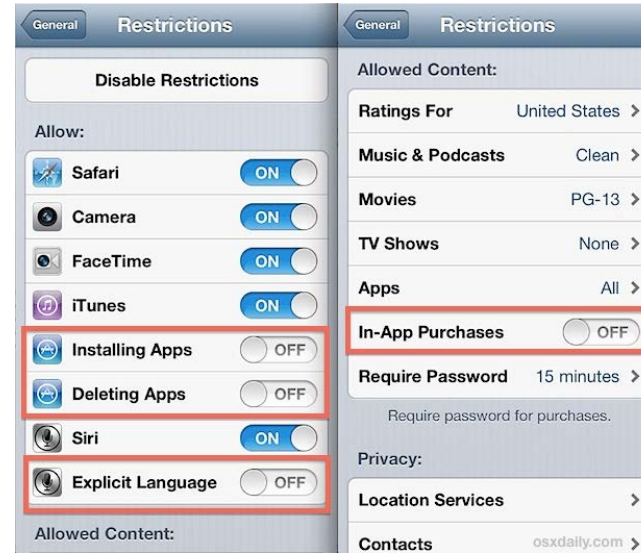 General
Restrictions
Disable Restrictions
Allow:
Safari ON
Camera ON
FaceTime ON
iTunes ON
Installing Apps OFF
Deleting Apps OFF
Siri ON
Explicit Language OFF
Allowed Content:
General
Restrictions
Allowed Content:
Ratings For United States
Music & Podcasts Clean
Movies PG-13
TV Shows None
Apps All
In-App Purchases OFF
Require Password 15 minutes
Require password for purchases.
Privacy:
Location Services
Contacts
osxdaily.com